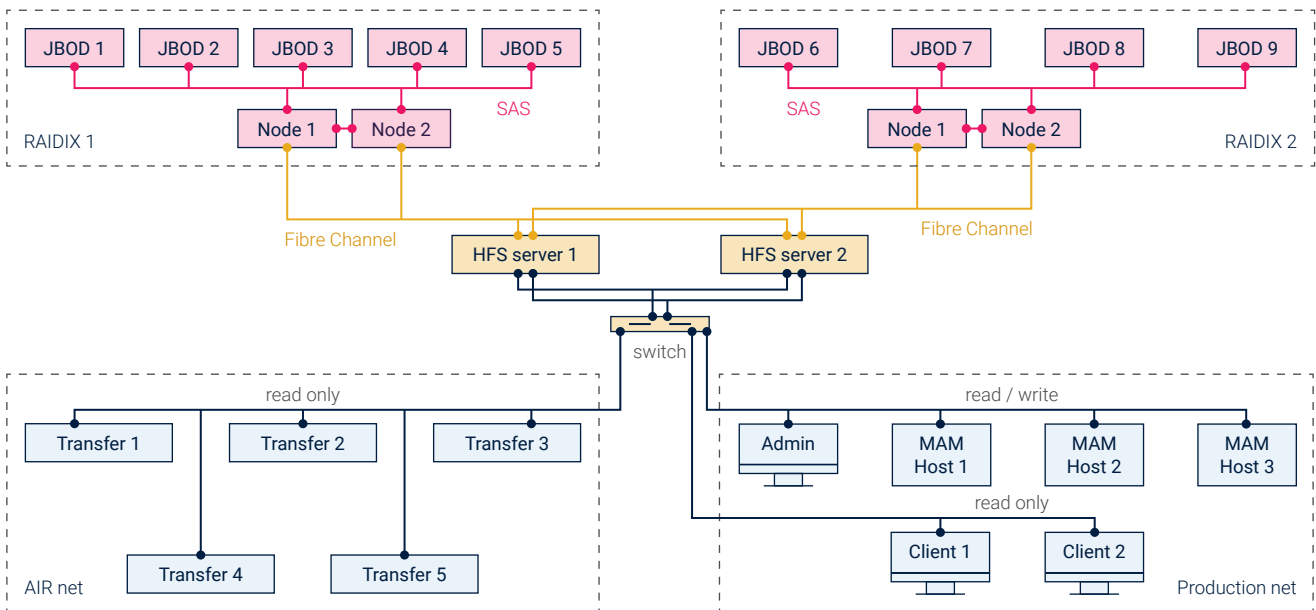 JBOD 1
JBOD 2
JBOD 3
JBOD 4
JBOD 5
SAS
Node 1
Node 2
RAIDIX 1
JBOD 6
JBOD 7
JBOD 8
JBOD 9
SAS
Node 1
Node 2
RAIDIX 2
Fibre Channel
Fibre Channel
HFS server 1
HFS server 2
switch
read only
Transfer 1
Transfer 2
Transfer 3
Transfer 4
Transfer 5
AIR net
read / write
Admin
MAM
Host 1
MAM
Host 2
MAM
Host 3
read only
Client 1
Client 2
Production net